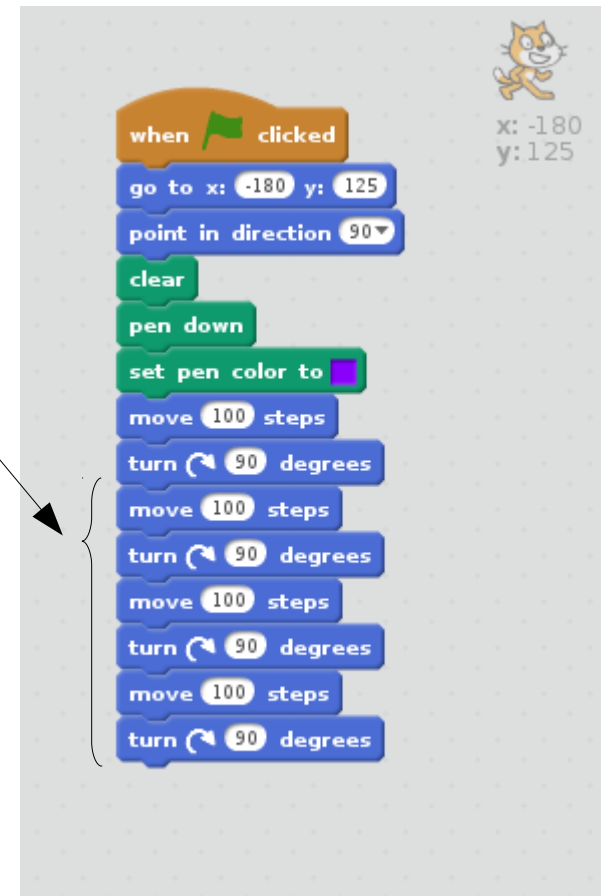 when clicked
x: -180
y: 125
go to x: -180 y: 125
point in direction 90
clear
pen down
set pen color to
move 100 steps
turn 90 degrees
move 100 steps
turn 90 degrees
move 100 steps
turn 90 degrees
move 100 steps
turn 90 degrees